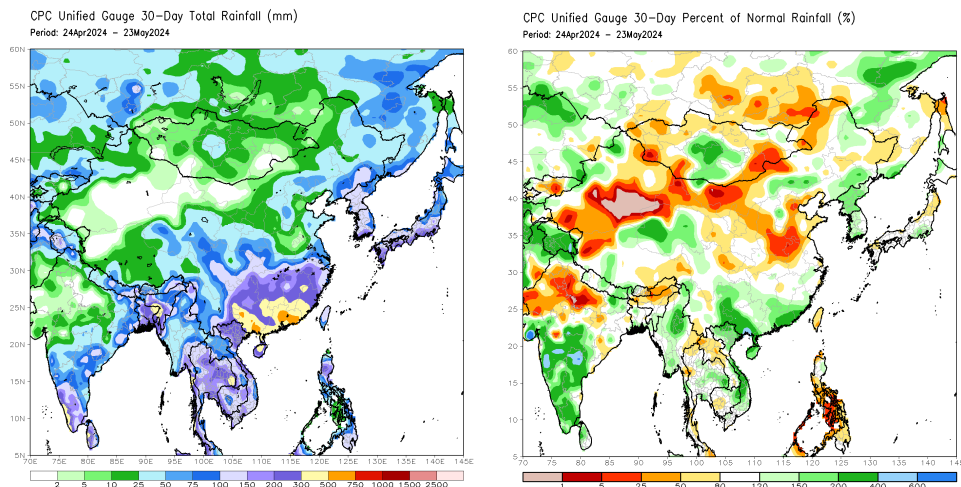 CPC Unified Gauge 30-Day Total Rainfall (mm)
Period: 24Apr2024 - 23May2024
60N
55N
50N
45N
40N
35N
30N
25N
20N
15N
10N
5N
70E 75E 80E 85E 90E 95E 100E 105E 110E 115E 120E 125E 130E 135E 140E 145E
2 10 15 30 50 75 100 150 200 300 500 750 1000 1500 2500
CPC Unified Gauge 30-Day Percent of Normal Rainfall (%)
Period: 24Apr2024 - 23May2024
60
55
50
45
40
35
30
25
20
15
10
5
70 75 80 85 90 95 100 105 110 115 120 125 130 135 140 145
1 5 25 50 80 120 150 200 400 600